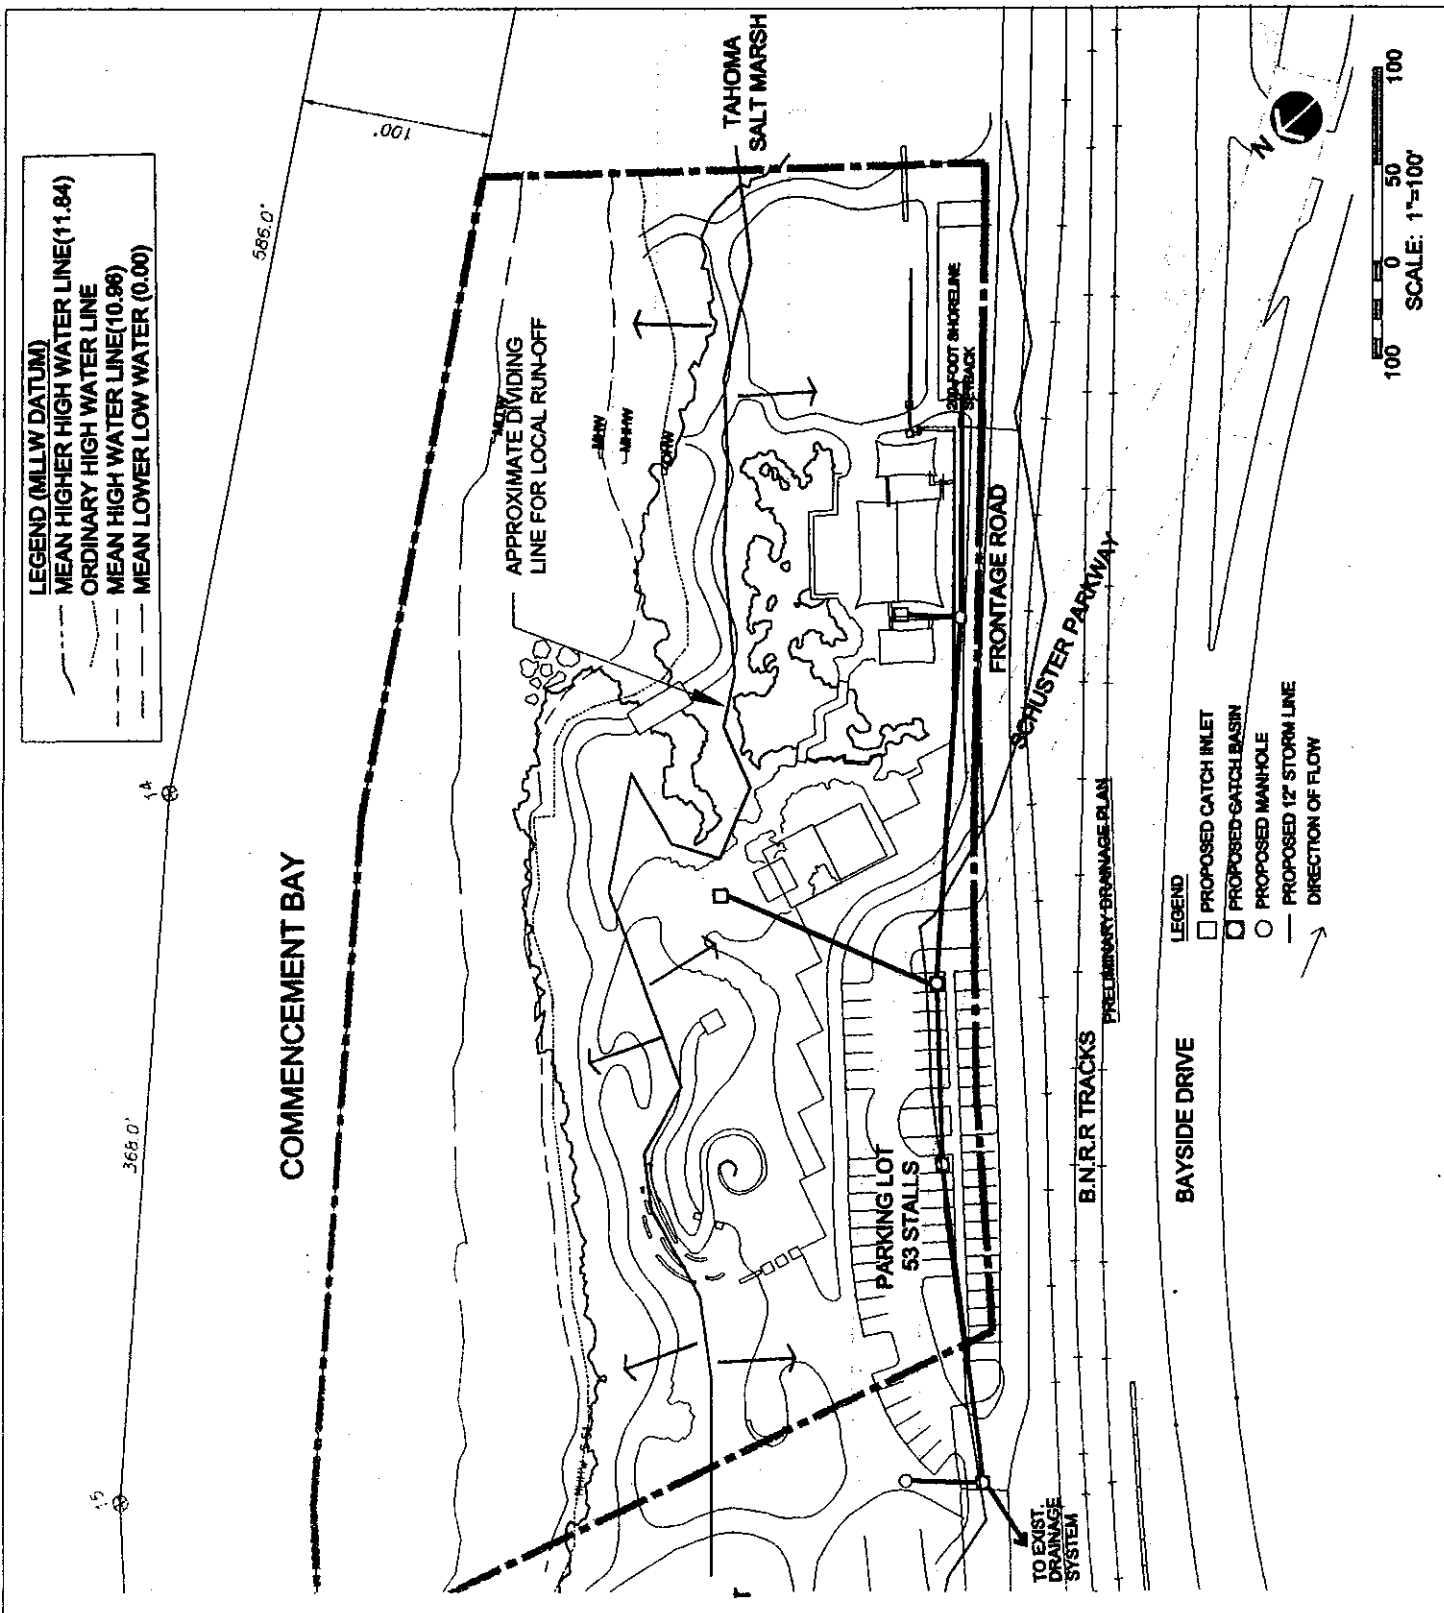 LEGEND (MLLW DATUM)
MEAN HIGHER HIGH WATER LINE(11.84)
ORDINARY HIGH WATER LINE
MEAN HIGH WATER LINE(10.96)
MEAN LOWER LOW WATER (0.00)
100'
586.0'
14
368.0'
15
COMMENCEMENT BAY
TAHOMA
SALT MARSH
APPROXIMATE DIVIDING
LINE FOR LOCAL RUN-OFF
MLLW
MHW
MHHW
OHW
200 FOOT SHORELINE
SETBACK
FRONTAGE ROAD
SCHUSTER PARKWAY
PARKING LOT
53 STALLS
B.N.R.R TRACKS
PRELIMINARY DRAINAGE PLAN
BAYSIDE DRIVE
TO EXIST.
DRAINAGE
SYSTEM
LEGEND
PROPOSED CATCH INLET
PROPOSED CATCH BASIN
PROPOSED MANHOLE
PROPOSED 12" STORM LINE
DIRECTION OF FLOW
N
100 0 50 100
SCALE: 1"=100'